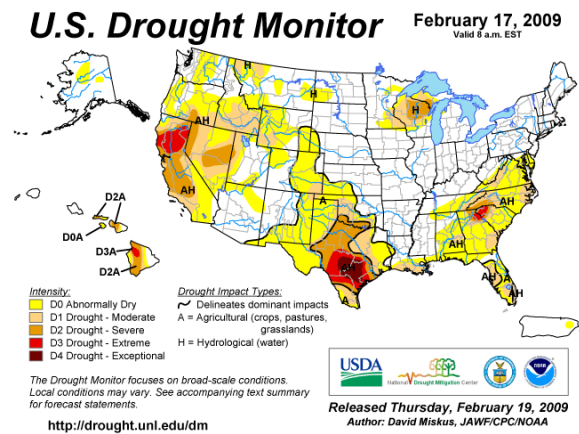 U.S. Drought Monitor
February 17, 2009
Valid 8 a.m. EST
H
H
AH
H
AH
A
AH
AH
AH
AH
A
AH
A
AH
D2A
D0A
D3A
D2A
Intensity:
D0 Abnormally Dry
D1 Drought - Moderate
D2 Drought - Severe
D3 Drought - Extreme
D4 Drought - Exceptional
Drought Impact Types:
Delineates dominant impacts
A = Agricultural (crops, pastures,
grasslands)
H = Hydrological (water)
The Drought Monitor focuses on broad-scale conditions.
Local conditions may vary. See accompanying text summary
for forecast statements.
http://drought.unl.edu/dm
USDA
National Drought Mitigation Center
NOAA
Released Thursday, February 19, 2009
Author: David Miskus, JAWF/CPC/NOAA